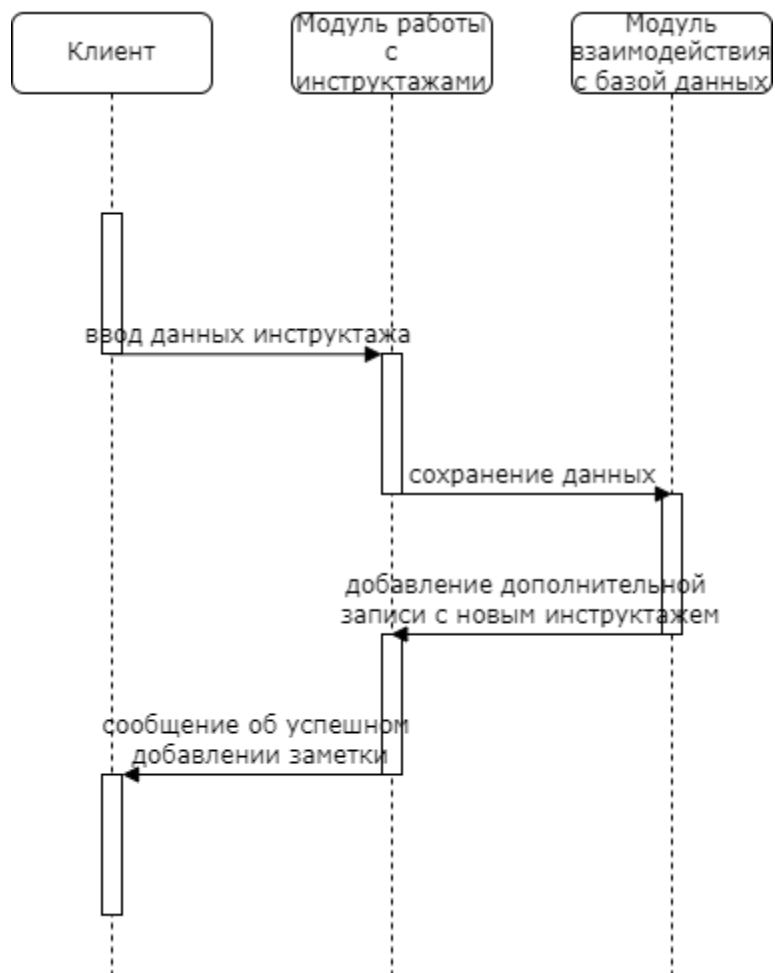 Клиент
Модуль работы
с
инструктажами
Модуль
взаимодействия
с базой данных
ввод данных инструктажа
сохранение данных
добавление дополнительной
записи с новым инструктажем
сообщение об успешном
добавлении заметки